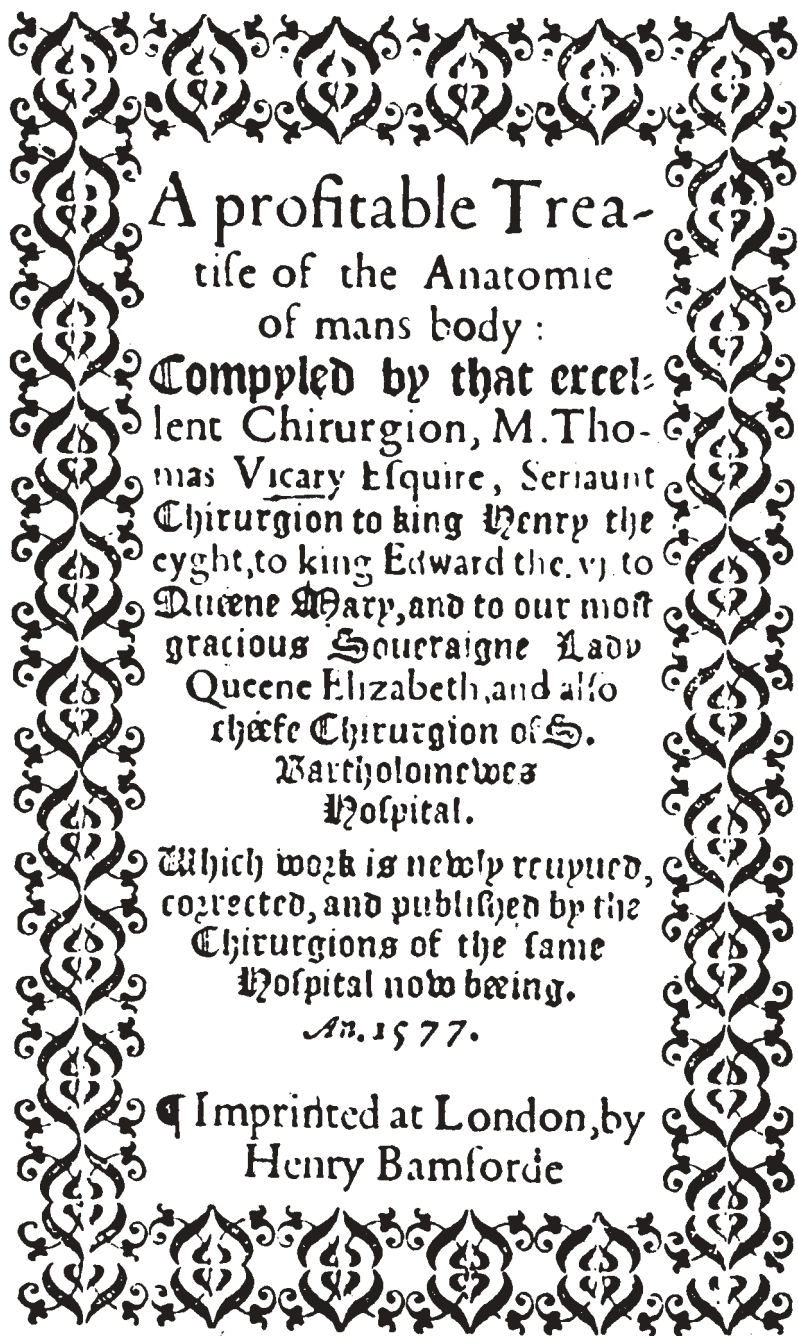 A profitable Trea-
tiſe of the Anatomie
of mans body :
Compyled by that excel-
lent Chirurgion, M.Tho-
mas Vicary Eſquire, Seriaunt
Chirurgion to king Henry the
eyght,to king Edward the.vj.to
Queene Mary,and to our moſt
gracious Soueraigne Lady
Queene Elizabeth,and alſo
cheefe Chirurgion of S.
Bartholomewes
Hoſpital.
Which work is newly reuyued,
corrected, and publiſhed by the
Chirurgions of the ſame
Hoſpital now beeing.
An.1577.
¶ Imprinted at London,by
Henry Bamforde